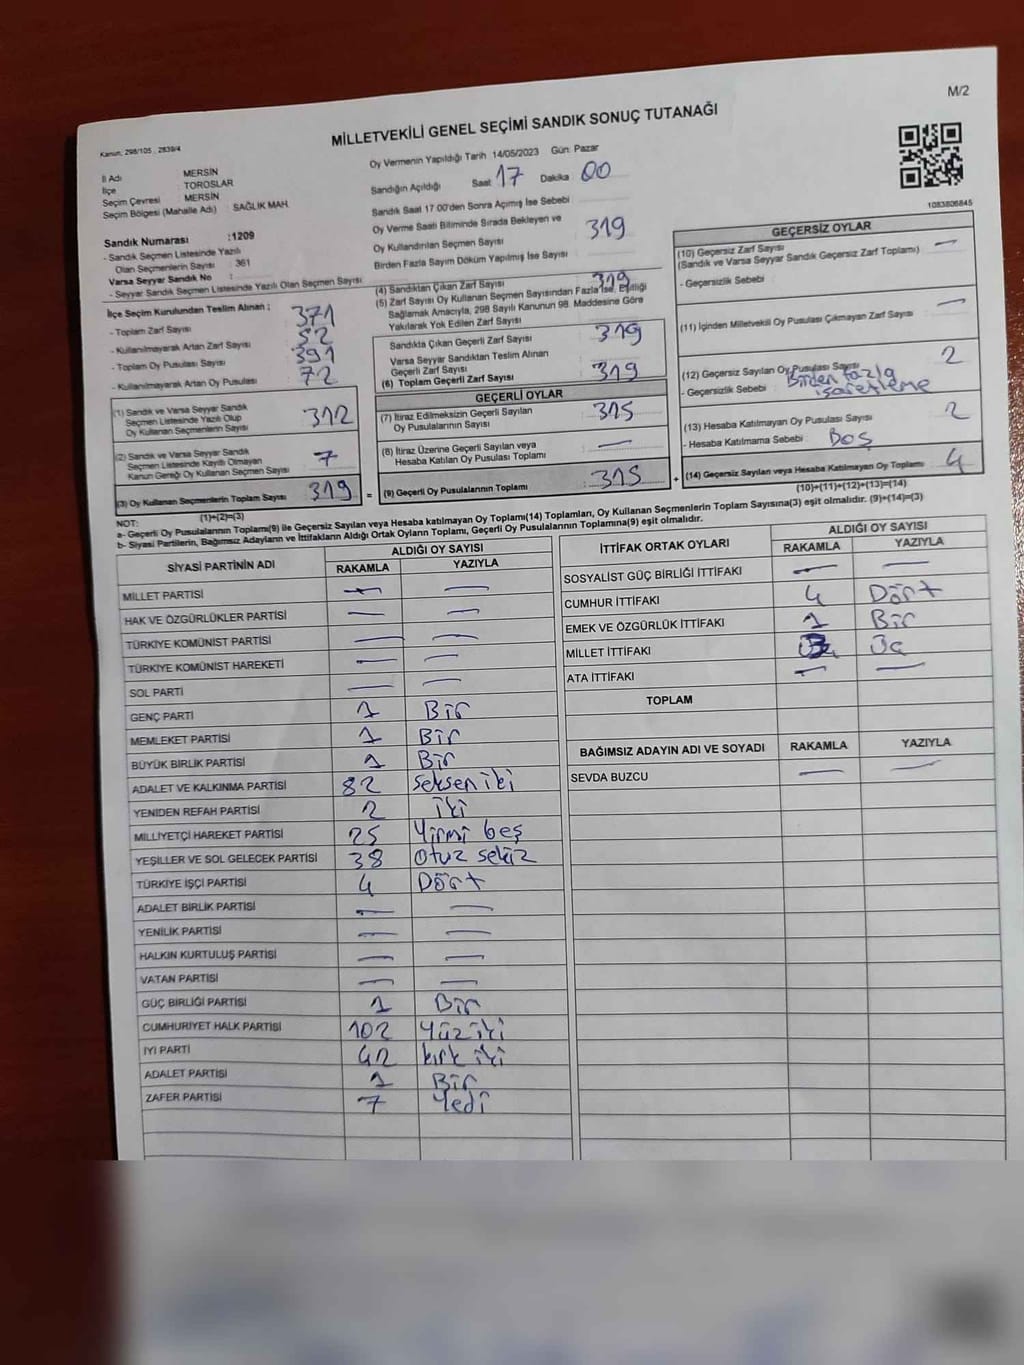 M/2
MİLLETVEKİLİ GENEL SEÇİMİ SANDIK SONUÇ TUTANAĞI
Kanun, 298/105 , 2839/4
İl Adı MERSİN
İlçe : TOROSLAR
Seçim Çevresi MERSİN
Seçim Bölgesi (Mahalle Adı) : SAĞLIK MAH.
Oy Vermenin Yapıldığı Tarih 14/05/2023 Gün: Pazar
Sandığın Açıldığı Saat 17 Dakika 00
Sandık Saat 17.00'den Sonra Açılmış İse Sebebi
Oy Verme Saati Bitiminde Sırada Bekleyen ve
Oy Kullandırılan Seçmen Sayısı 319
Birden Fazla Sayım Döküm Yapılmış İse Sayısı
1083806845
Sandık Numarası :1209
- Sandık Seçmen Listesinde Yazılı
Olan Seçmenlerin Sayısı : 361
Varsa Seyyar Sandık No :
- Seyyar Sandık Seçmen Listesinde Yazılı Olan Seçmen Sayısı :
İlçe Seçim Kurulundan Teslim Alınan ;
- Toplam Zarf Sayısı : 371
- Kullanılmayarak Artan Zarf Sayısı : 52
- Toplam Oy Pusulası Sayısı : 391
- Kullanılmayarak Artan Oy Pusulası : 72
(1) Sandık ve Varsa Seyyar Sandık
Seçmen Listesinde Yazılı Olup
Oy Kullanan Seçmenlerin Sayısı : 312
(2) Sandık ve Varsa Seyyar Sandık
Seçmen Listesinde Kayıtlı Olmayan
Kanun Gereği Oy Kullanan Seçmen Sayısı : 7
(3) Oy Kullanan Seçmenlerin Toplam Sayısı : 319 =
(1)+(2)=(3)
(4) Sandıktan Çıkan Zarf Sayısı : 319
(5) Zarf Sayısı Oy Kullanan Seçmen Sayısından Fazla İse, Eşitliği
Sağlamak Amacıyla, 298 Sayılı Kanunun 98. Maddesine Göre
Yakılarak Yok Edilen Zarf Sayısı
Sandıkta Çıkan Geçerli Zarf Sayısı : 319
Varsa Seyyar Sandıktan Teslim Alınan
Geçerli Zarf Sayısı
(6) Toplam Geçerli Zarf Sayısı : 319
GEÇERLİ OYLAR
(7) İtiraz Edilmeksizin Geçerli Sayılan
Oy Pusulalarının Sayısı : 315
(8) İtiraz Üzerine Geçerli Sayılan veya
Hesaba Katılan Oy Pusulası Toplamı : —
(9) Geçerli Oy Pusulalarının Toplamı : 315 +
GEÇERSİZ OYLAR
(10) Geçersiz Zarf Sayısı —
(Sandık ve Varsa Seyyar Sandık Geçersiz Zarf Toplamı) :
- Geçersizlik Sebebi :
(11) İçinden Milletvekili Oy Pusulası Çıkmayan Zarf Sayısı : —
(12) Geçersiz Sayılan Oy Pusulası Sayısı : 2
- Geçersizlik Sebebi : Birden fazla
işaretleme
(13) Hesaba Katılmayan Oy Pusulası Sayısı : 2
- Hesaba Katılmama Sebebi : Boş
(14) Geçersiz Sayılan veya Hesaba Katılmayan Oy Toplamı : 4
(10)+(11)+(12)+(13)=(14)
NOT:
a- Geçerli Oy Pusulalarının Toplamı(9) ile Geçersiz Sayılan veya Hesaba katılmayan Oy Toplamı(14) Toplamları, Oy Kullanan Seçmenlerin Toplam Sayısına(3) eşit olmalıdır. (9)+(14)=(3)
b- Siyasi Partilerin, Bağımsız Adayların ve İttifakların Aldığı Ortak Oyların Toplamı, Geçerli Oy Pusulalarının Toplamına(9) eşit olmalıdır.
SİYASİ PARTİNİN ADI ALDIĞI OY SAYISI
RAKAMLA YAZIYLA
MİLLET PARTİSİ — —
HAK VE ÖZGÜRLÜKLER PARTİSİ — —
TÜRKİYE KOMÜNİST PARTİSİ — —
TÜRKİYE KOMÜNİST HAREKETİ — —
SOL PARTİ — —
GENÇ PARTİ 1 Bir
MEMLEKET PARTİSİ 1 Bir
BÜYÜK BİRLİK PARTİSİ 1 Bir
ADALET VE KALKINMA PARTİSİ 82 seksen iki
YENİDEN REFAH PARTİSİ 2 iki
MİLLİYETÇİ HAREKET PARTİSİ 25 Yirmi beş
YEŞİLLER VE SOL GELECEK PARTİSİ 38 Otuz sekiz
TÜRKİYE İŞÇİ PARTİSİ 4 Dört
ADALET BİRLİK PARTİSİ — —
YENİLİK PARTİSİ — —
HALKIN KURTULUŞ PARTİSİ — —
VATAN PARTİSİ — —
GÜÇ BİRLİĞİ PARTİSİ 1 Bir
CUMHURİYET HALK PARTİSİ 102 Yüz iki
İYİ PARTİ 42 kırk iki
ADALET PARTİSİ 1 Bir
ZAFER PARTİSİ 7 Yedi
İTTİFAK ORTAK OYLARI ALDIĞI OY SAYISI
RAKAMLA YAZIYLA
SOSYALİST GÜÇ BİRLİĞİ İTTİFAKI — —
CUMHUR İTTİFAKI 4 Dört
EMEK VE ÖZGÜRLÜK İTTİFAKI 1 Bir
MİLLET İTTİFAKI
ATA İTTİFAKI — —
TOPLAM
BAĞIMSIZ ADAYIN ADI VE SOYADI RAKAMLA YAZIYLA
SEVDA BUZCU — —